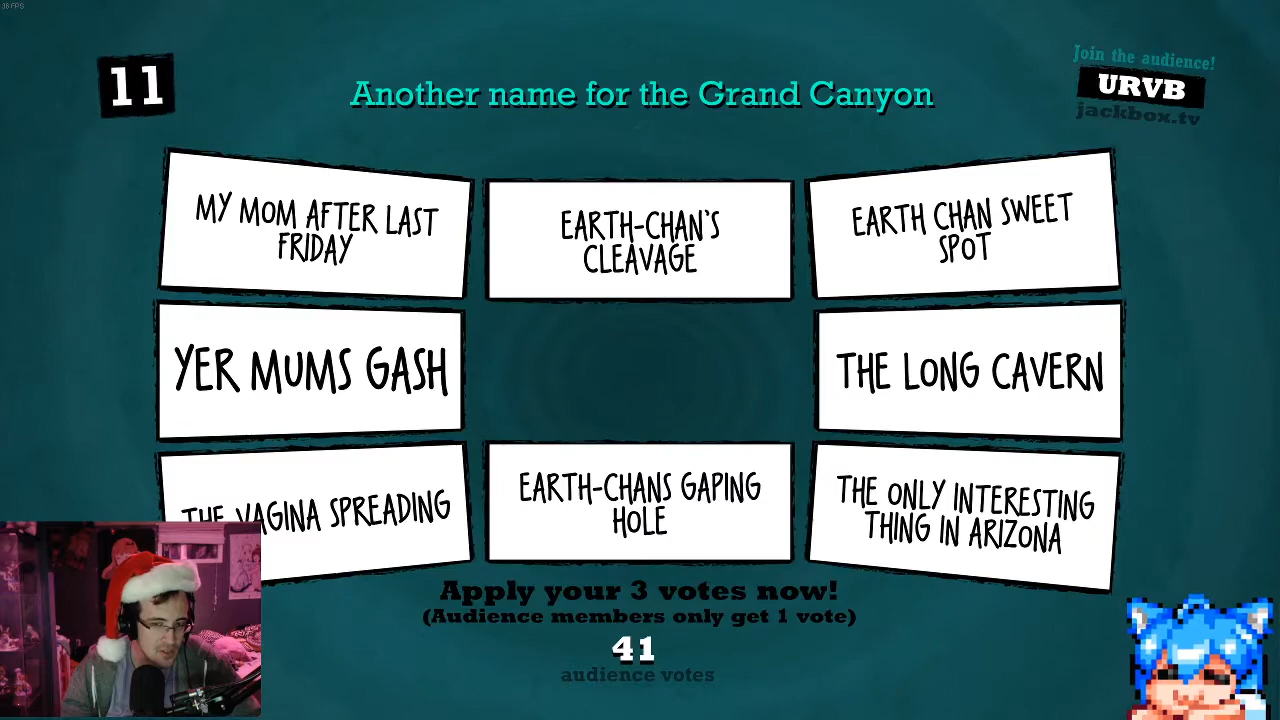 36 FPS
11
Another name for the Grand Canyon
Join the audience!
URVB
jackbox.tv
MY MOM AFTER LAST
FRIDAY
EARTH-CHAN'S
CLEAVAGE
EARTH CHAN SWEET
SPOT
YER MUMS GASH
THE LONG CAVERN
THE VAGINA SPREADING
EARTH-CHANS GAPING
HOLE
THE ONLY INTERESTING
THING IN ARIZONA
Apply your 3 votes now!
(Audience members only get 1 vote)
41
audience votes